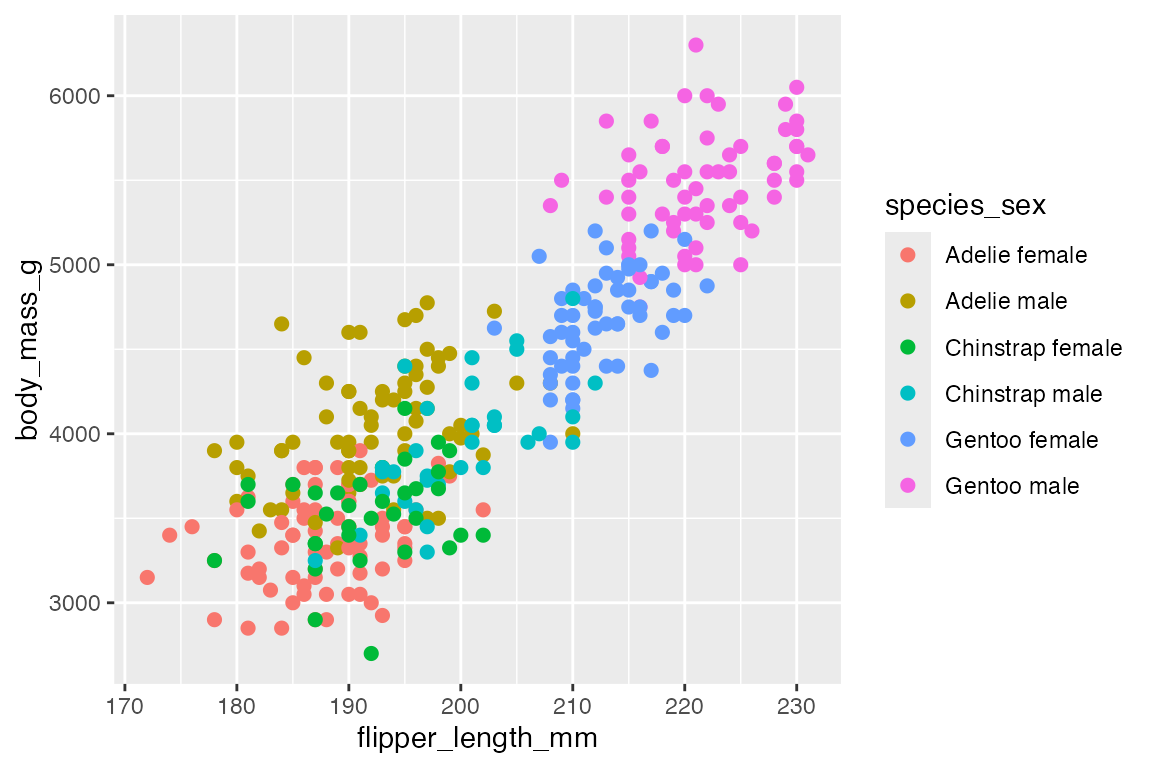 body_mass_g
6000
5000
4000
3000
170 180 190 200 210 220 230
flipper_length_mm
species_sex
Adelie female
Adelie male
Chinstrap female
Chinstrap male
Gentoo female
Gentoo male